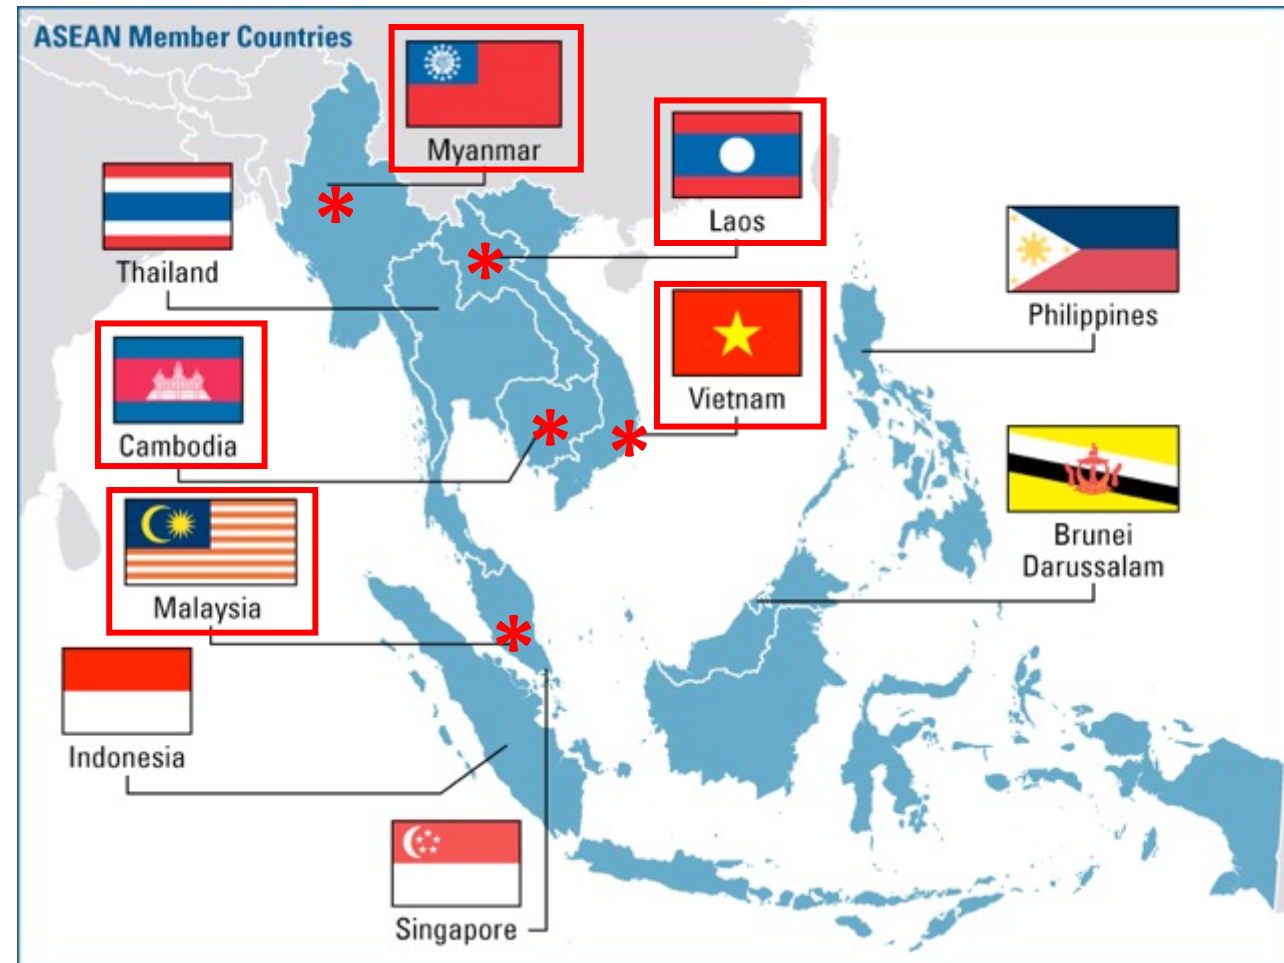 ASEAN Member Countries
Myanmar
Laos
Thailand
Philippines
Vietnam
Cambodia
Brunei
Darussalam
Malaysia
Indonesia
Singapore